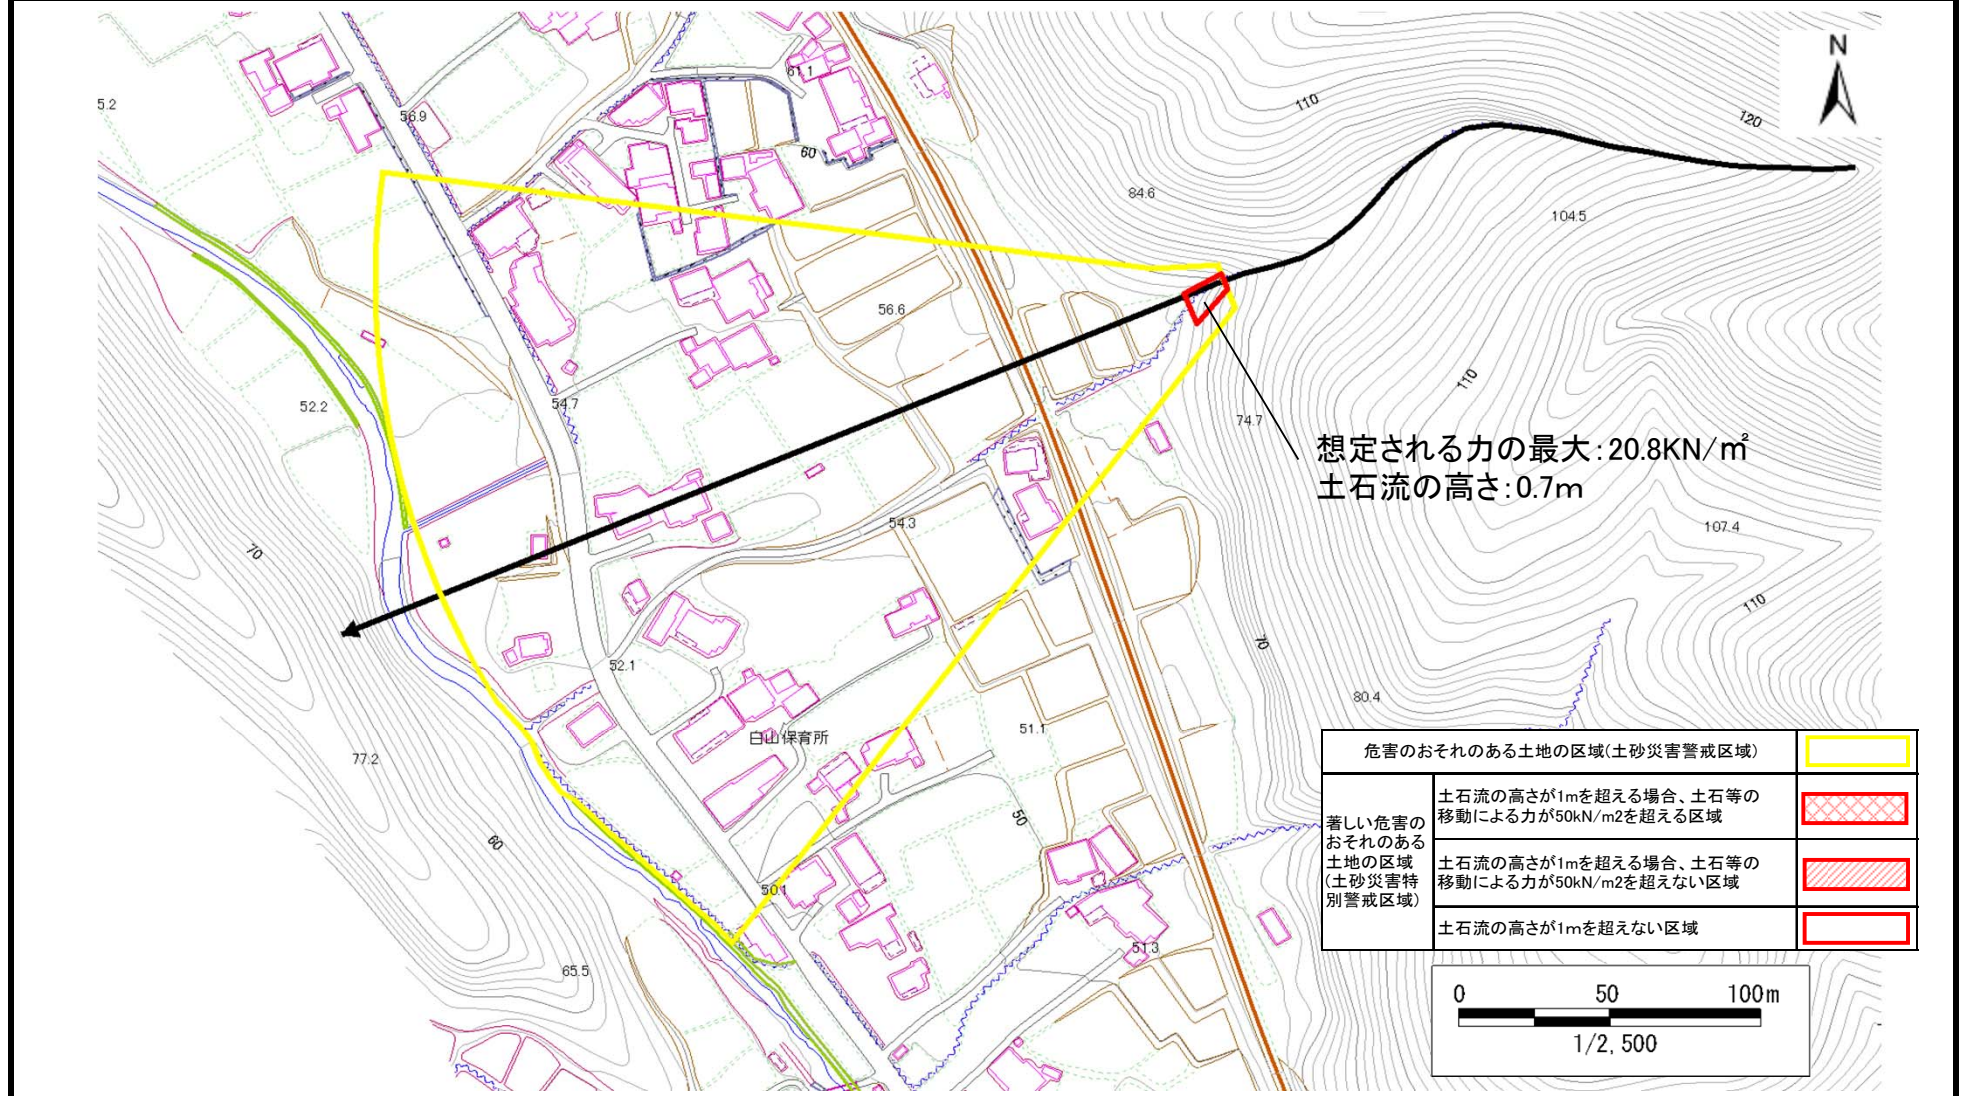 N
5.2
56.9
61.1
60
110
120
84.6
104.5
56.6
52.2
54.7
74.7
110
想定される力の最大：20.8KN/㎡
土石流の高さ：0.7m
70
54.3
107.4
110
52.1
70
80.4
51.1
白山保育所
77.2
50
60
50.1
51.3
65.5
危害のおそれのある土地の区域(土砂災害警戒区域)
著しい危害の
おそれのある
土地の区域
(土砂災害特
別警戒区域)
土石流の高さが1mを超える場合、土石等の
移動による力が50kN/m2を超える区域
土石流の高さが1mを超える場合、土石等の
移動による力が50kN/m2を超えない区域
土石流の高さが1mを超えない区域
0 50 100m
1/2,500